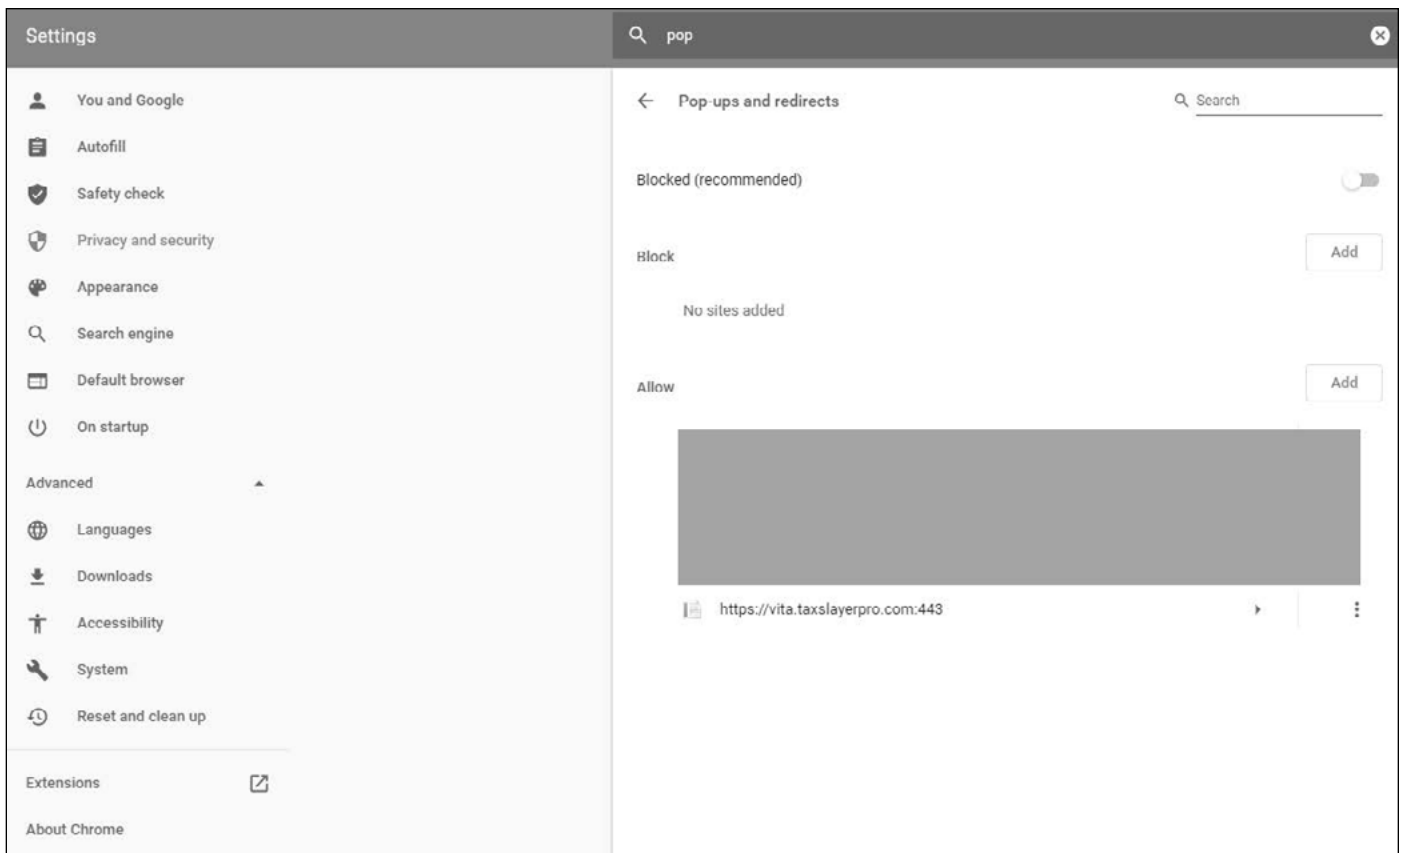 Settings
pop
You and Google
Autofill
Safety check
Privacy and security
Appearance
Search engine
Default browser
On startup
Advanced
Languages
Downloads
Accessibility
System
Reset and clean up
Extensions
About Chrome
Pop-ups and redirects
Search
Blocked (recommended)
Block
Add
No sites added
Allow
Add
https://vita.taxslayerpro.com:443